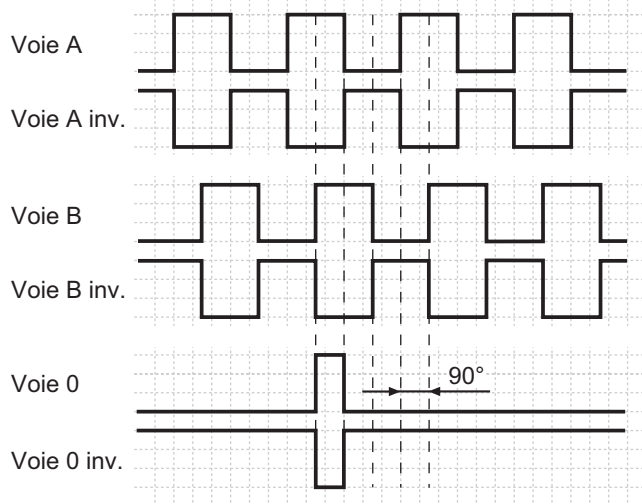 Voie A
Voie A inv.
Voie B
Voie B inv.
Voie 0
90°
Voie 0 inv.